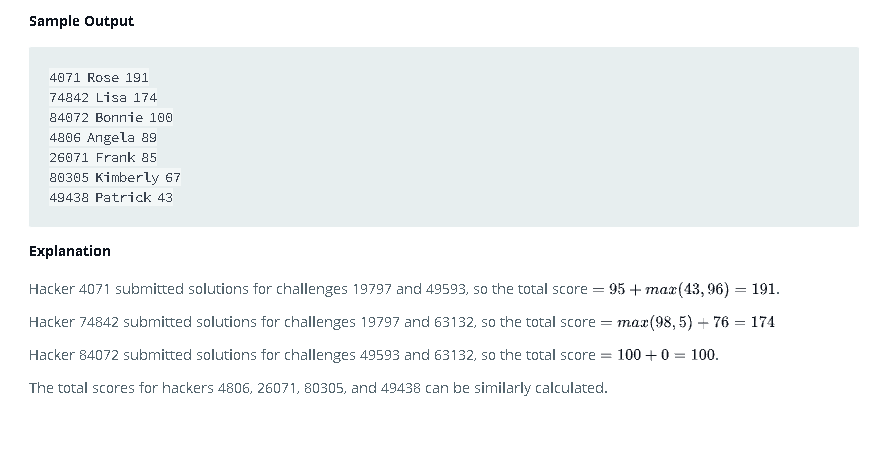 Sample Output
4071 Rose 191
74842 Lisa 174
84072 Bonnie 100
4806 Angela 89
26071 Frank 85
80305 Kimberly 67
49438 Patrick 43
Explanation
Hacker 4071 submitted solutions for challenges 19797 and 49593, so the total score = 95 + max(43, 96) = 191.
Hacker 74842 submitted solutions for challenges 19797 and 63132, so the total score = max(98, 5) + 76 = 174
Hacker 84072 submitted solutions for challenges 49593 and 63132, so the total score = 100 + 0 = 100.
The total scores for hackers 4806, 26071, 80305, and 49438 can be similarly calculated.